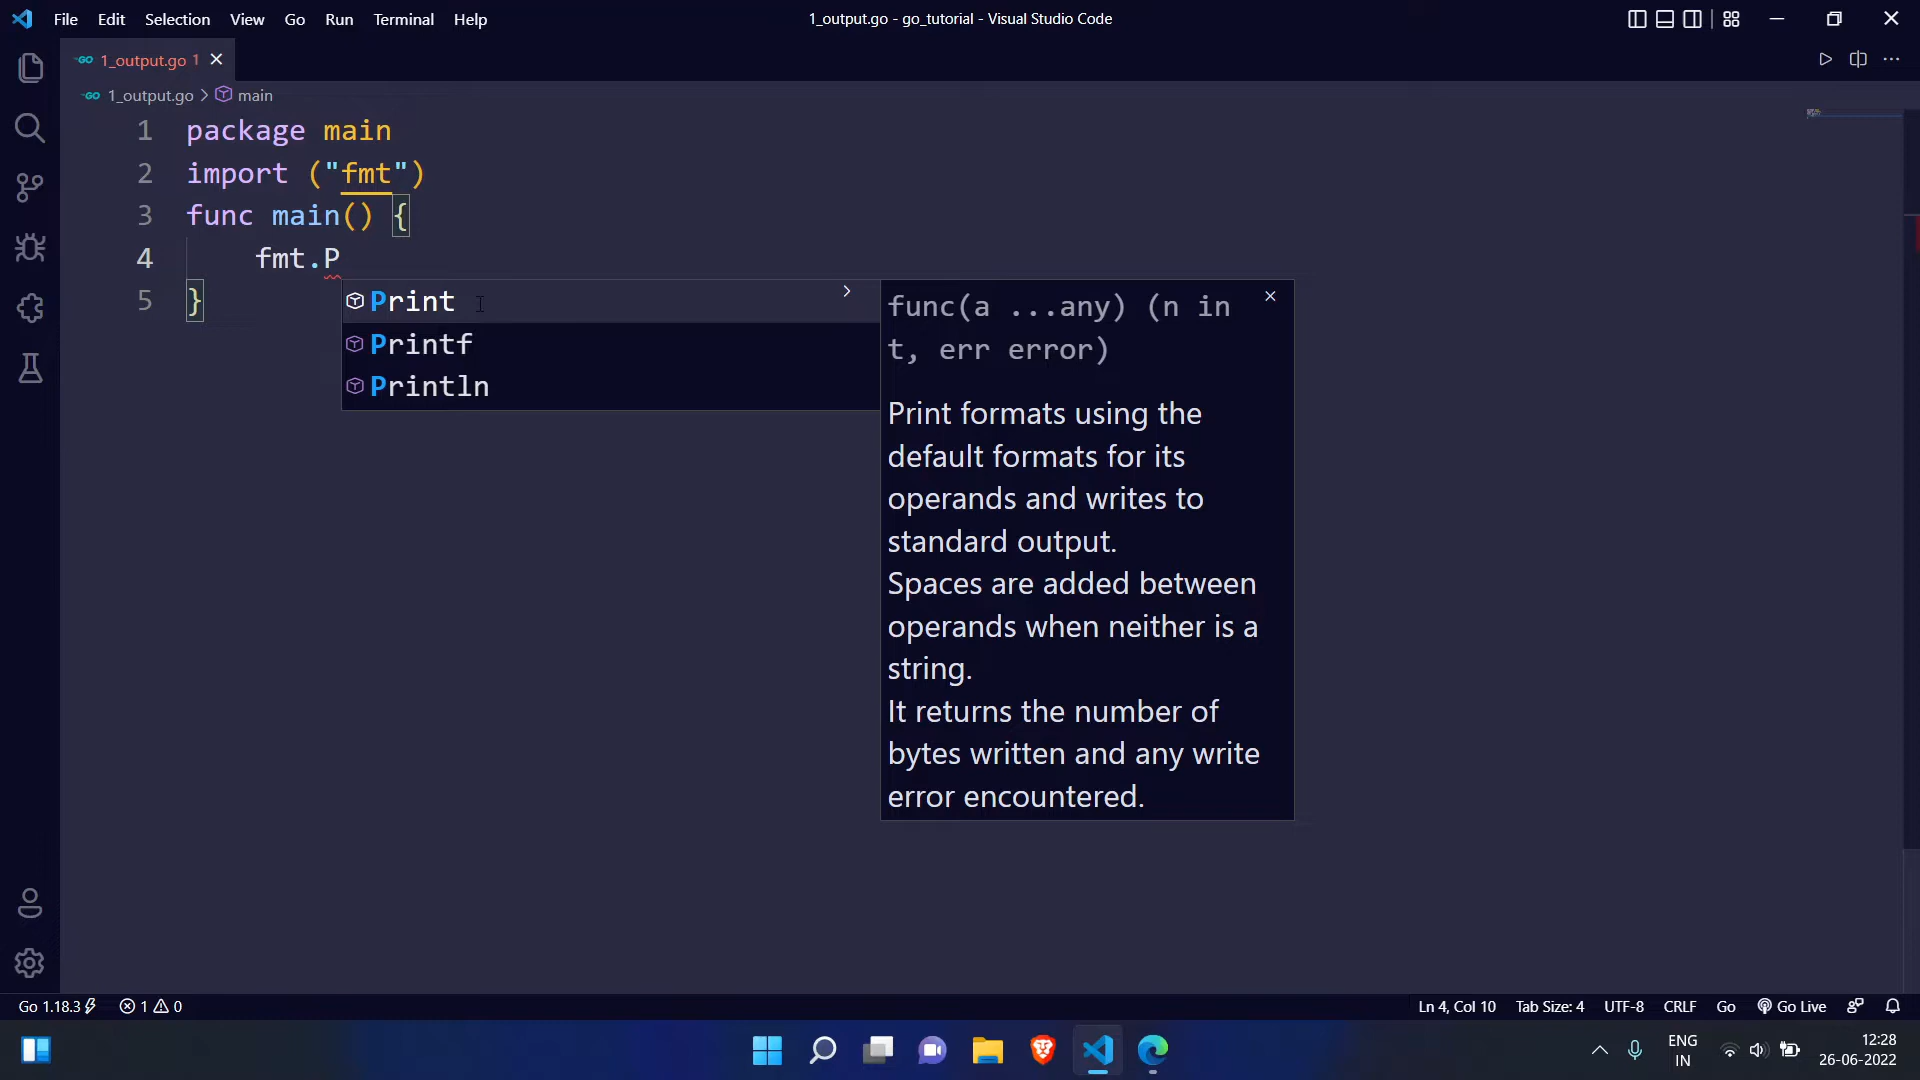 File Edit Selection View Go Run Terminal Help
1_output.go - go_tutorial - Visual Studio Code
GO 1_output.go 1
GO 1_output.go > main
1 package main
2 import ("fmt")
3 func main() {
4 fmt.P
5 }
Print
Printf
Println
func(a ...any) (n in
t, err error)
Print formats using the
default formats for its
operands and writes to
standard output.
Spaces are added between
operands when neither is a
string.
It returns the number of
bytes written and any write
error encountered.
Go 1.18.3 1 0
Ln 4, Col 10 Tab Size: 4 UTF-8 CRLF Go Go Live
ENG
IN
12:28
26-06-2022